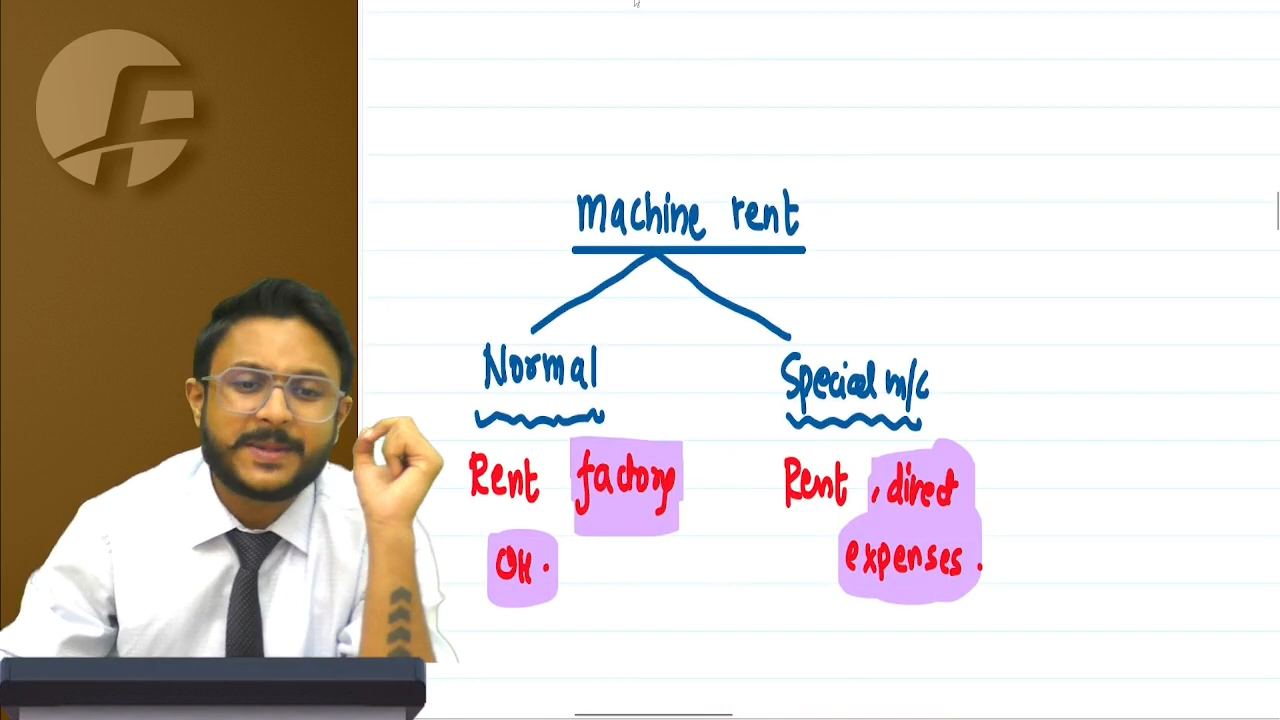 Machine rent
Normal
Special m/c
Rent factory
OH.
Rent , direct
expenses.